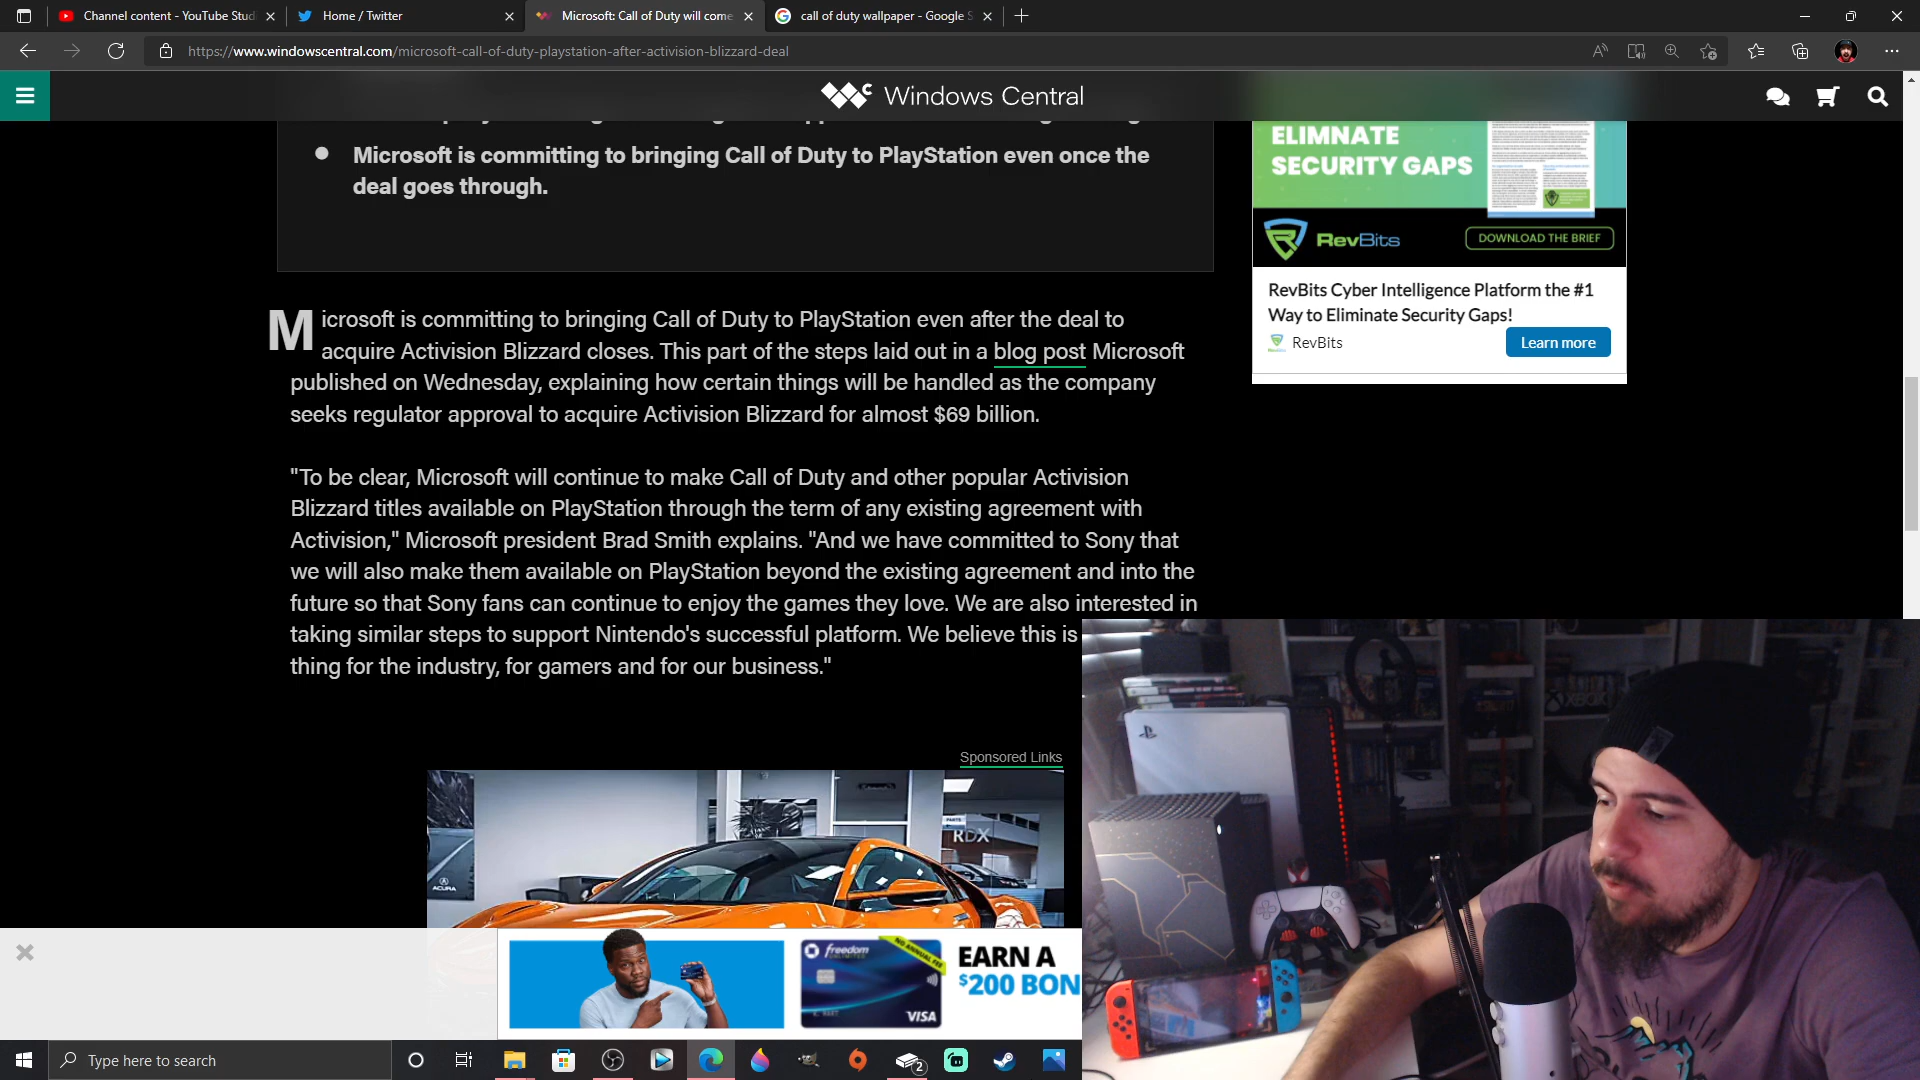 Channel content - YouTube Studi
Home / Twitter
Microsoft: Call of Duty will come
call of duty wallpaper - Google S
https://www.windowscentral.com/microsoft-call-of-duty-playstation-after-activision-blizzard-deal
Windows Central
Microsoft is committing to bringing Call of Duty to PlayStation even once the
deal goes through.
ELIMNATE
SECURITY GAPS
RevBits
DOWNLOAD THE BRIEF
RevBits Cyber Intelligence Platform the #1
Way to Eliminate Security Gaps!
RevBits
Learn more
Microsoft is committing to bringing Call of Duty to PlayStation even after the deal to
acquire Activision Blizzard closes. This part of the steps laid out in a blog post Microsoft
published on Wednesday, explaining how certain things will be handled as the company
seeks regulator approval to acquire Activision Blizzard for almost $69 billion.
"To be clear, Microsoft will continue to make Call of Duty and other popular Activision
Blizzard titles available on PlayStation through the term of any existing agreement with
Activision," Microsoft president Brad Smith explains. "And we have committed to Sony that
we will also make them available on PlayStation beyond the existing agreement and into the
future so that Sony fans can continue to enjoy the games they love. We are also interested in
taking similar steps to support Nintendo's successful platform. We believe this is
thing for the industry, for gamers and for our business."
Sponsored Links
RDX
ACURA
freedom
UNLIMITED
NO ANNUAL FEE
VISA
EARN A
$200 BON
Type here to search
2